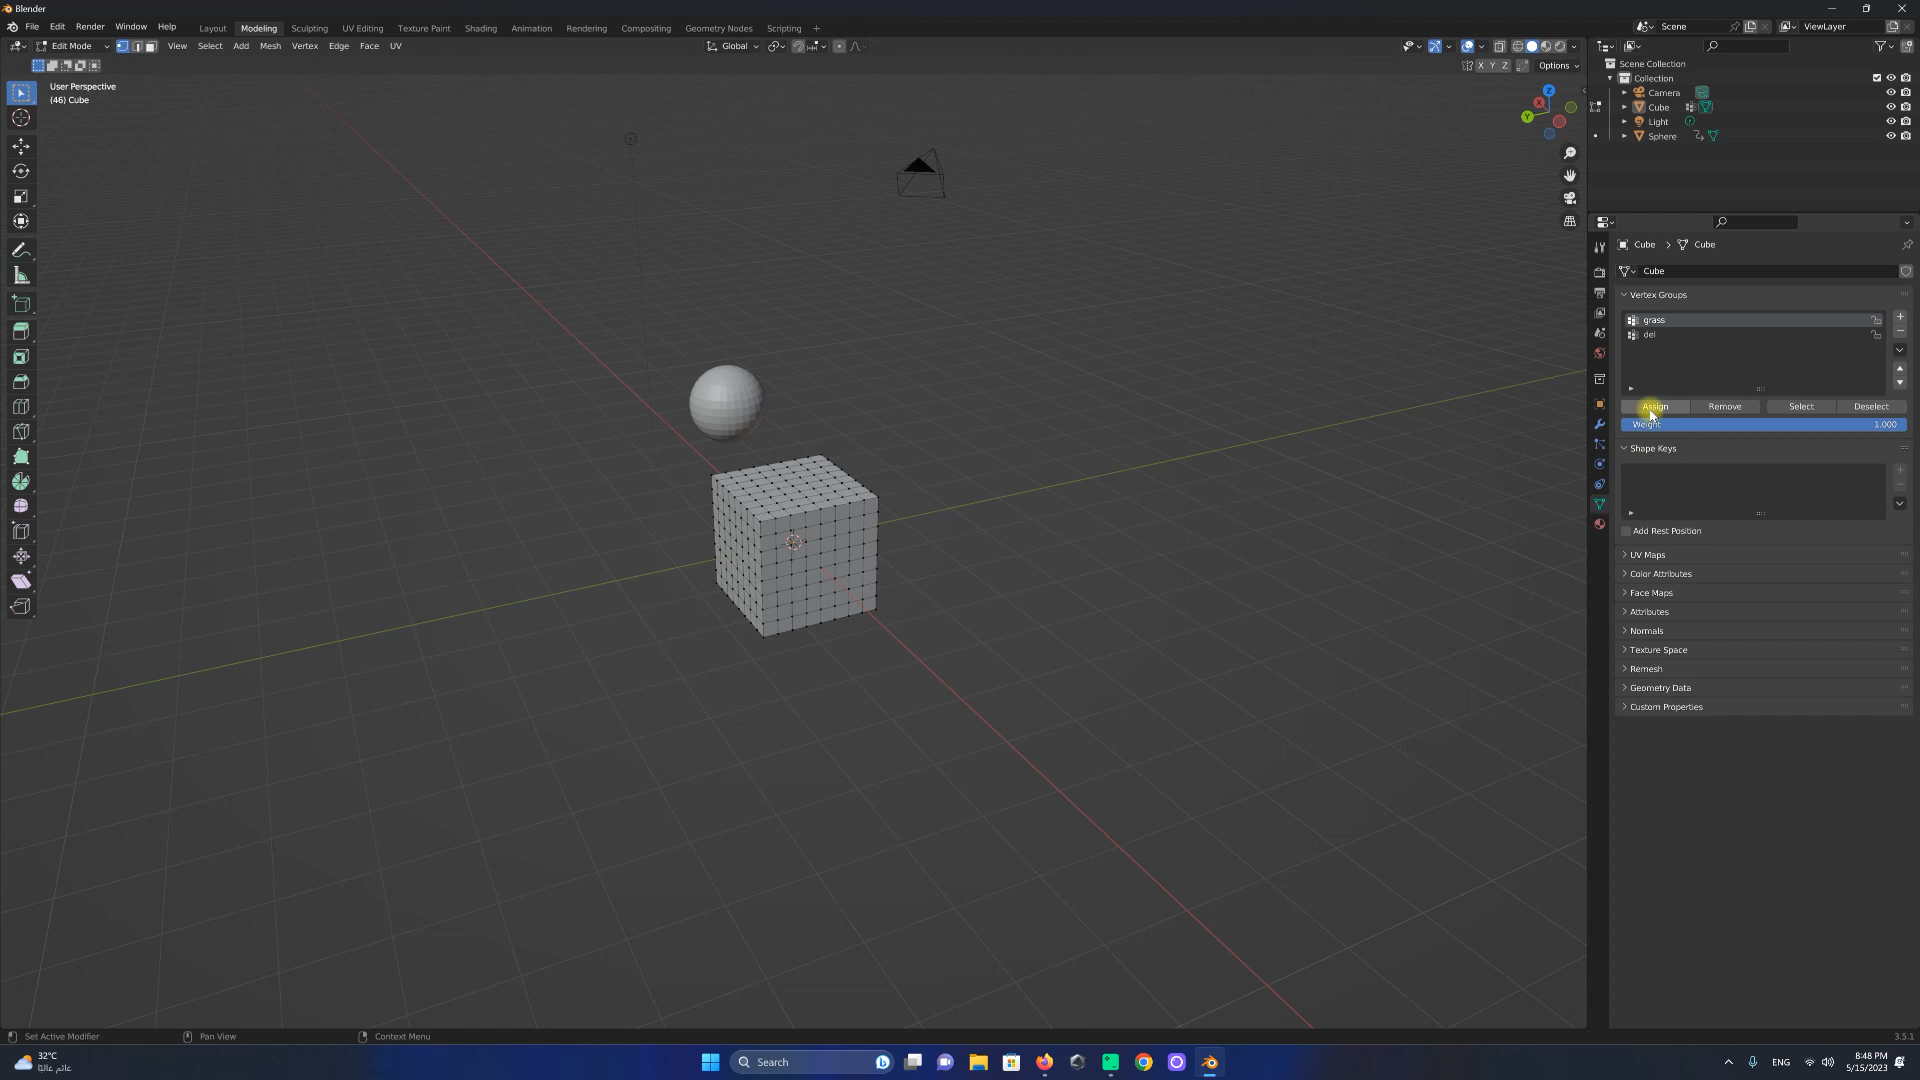 Blender
File Edit Render Window Help Layout Modeling Sculpting UV Editing Texture Paint Shading Animation Rendering Compositing Geometry Nodes Scripting + Scene ViewLayer
Edit Mode View Select Add Mesh Vertex Edge Face UV Global
X Y Z Options
User Perspective
(46) Cube
Z
X
Y
Scene Collection
Collection
Camera
Cube
Light
Sphere
Cube > Cube
Cube
Vertex Groups
grass
del
Assign Remove Select Deselect
Weight 1.000
Shape Keys
Add Rest Position
UV Maps
Color Attributes
Face Maps
Attributes
Normals
Texture Space
Remesh
Geometry Data
Custom Properties
Set Active Modifier Pan View Context Menu 3.5.1
32°C
غائم غالبًا
Search
ENG
8:48 PM
5/15/2023